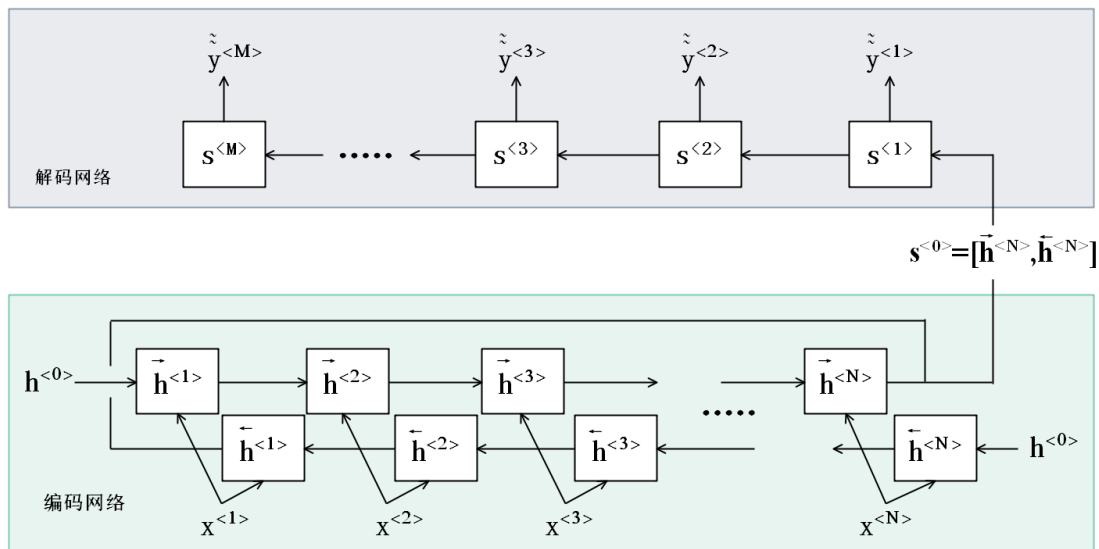 ỹ̃<M> ỹ̃<3> ỹ̃<2> ỹ̃<1>
s<M> ..... s<3> s<2> s<1>
解码网络
s<0>=[h⃗<N>,h⃖<N>]
h<0> h⃗<1> h⃗<2> h⃗<3> h⃗<N>
.....
h⃖<1> h⃖<2> h⃖<3> h⃖<N> h<0>
编码网络
x<1> x<2> x<3> x<N>